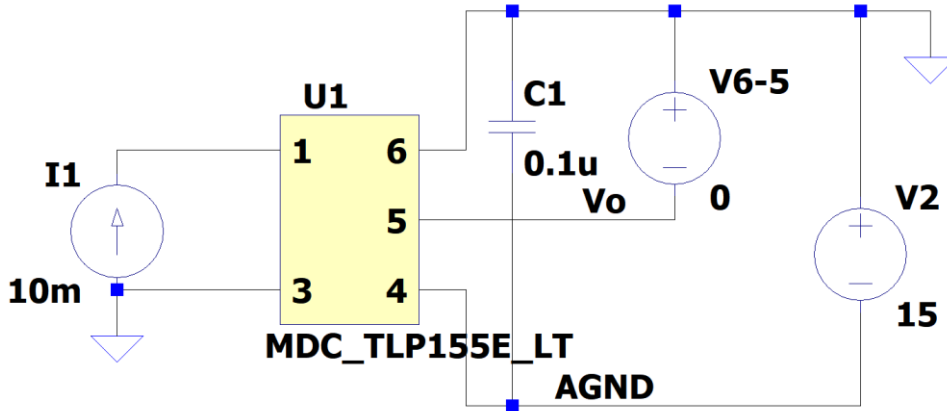 V6-5
U1
C1
1
6
I1
0.1u
Vo
0
V2
5
10m
3
4
15
MDC_TLP155E_LT
AGND